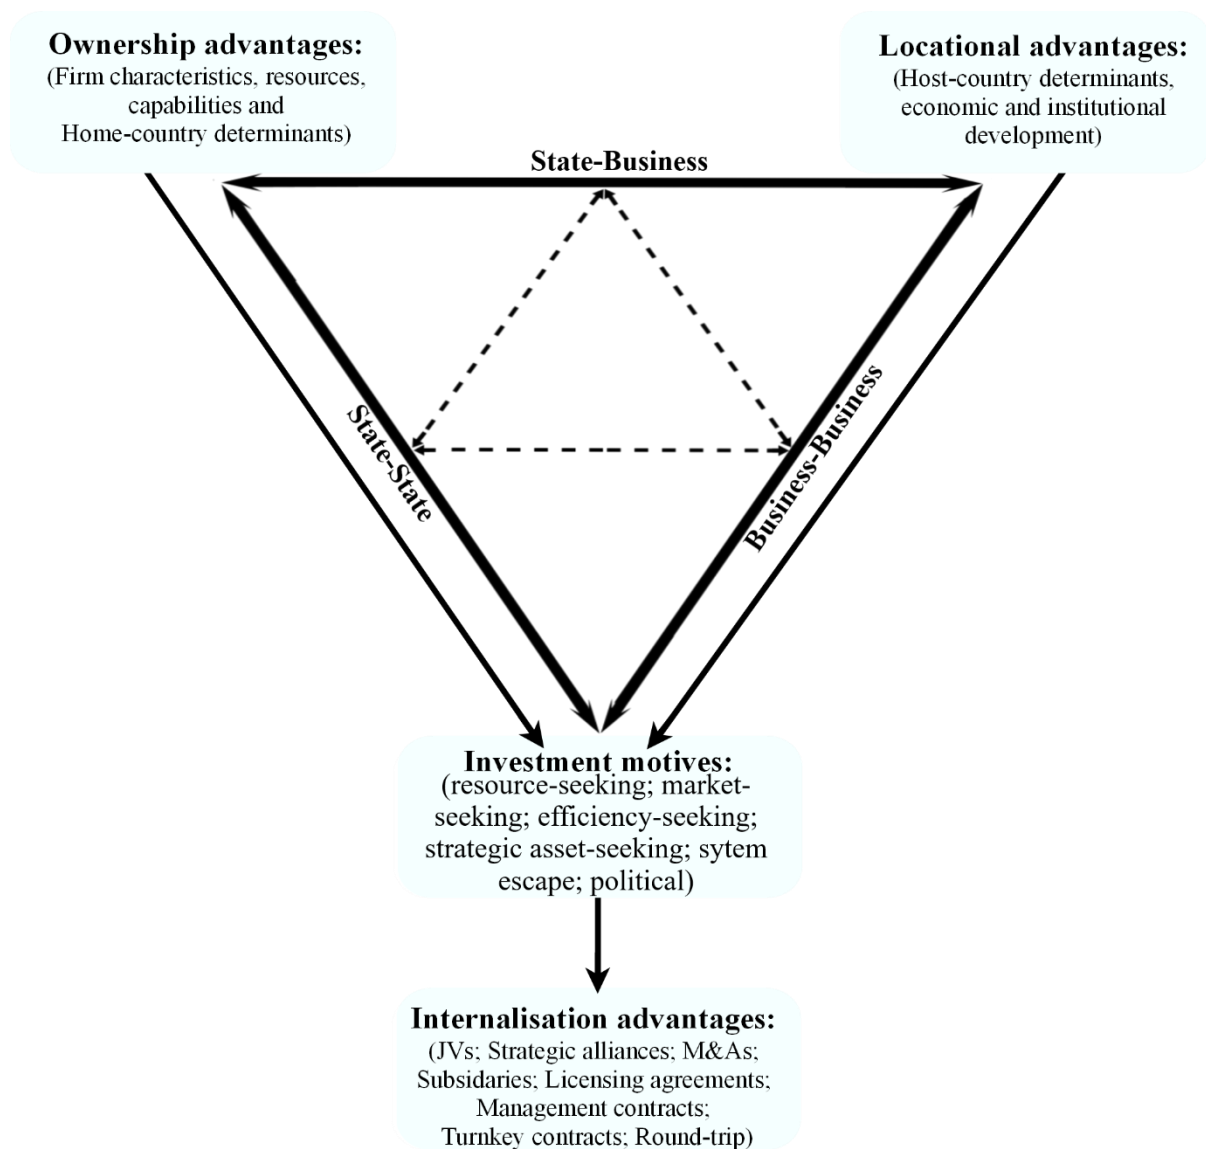 Ownership advantages:
(Firm characteristics, resources,
capabilities and
Home-country determinants)
Locational advantages:
(Host-country determinants,
economic and institutional
development)
State-Business
State-State
Business-Business
Investment motives:
(resource-seeking; market-
seeking; efficiency-seeking;
strategic asset-seeking; sytem
escape; political)
Internalisation advantages:
(JVs; Strategic alliances; M&As;
Subsidaries; Licensing agreements;
Management contracts;
Turnkey contracts; Round-trip)